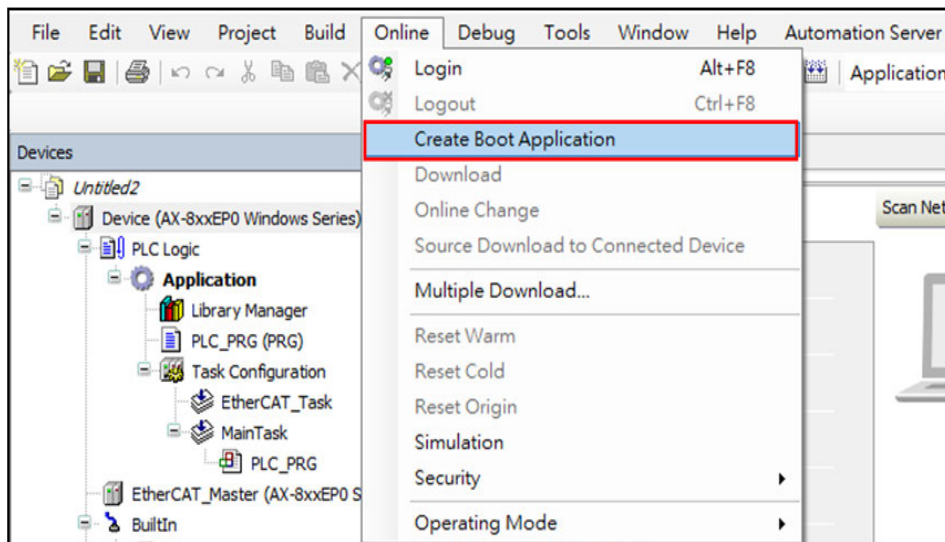 File Edit View Project Build Online Debug Tools Window Help Automation Server
Login Alt+F8
Application
Logout Ctrl+F8
Create Boot Application
Devices
Download
Untitled2
Online Change
Scan Net
Device (AX-8xxEP0 Windows Series)
Source Download to Connected Device
PLC Logic
Application
Multiple Download...
Library Manager
Reset Warm
PLC_PRG (PRG)
Reset Cold
Task Configuration
Reset Origin
EtherCAT_Task
Simulation
MainTask
Security
PLC_PRG
EtherCAT_Master (AX-8xxEP0 S
Operating Mode
BuiltIn